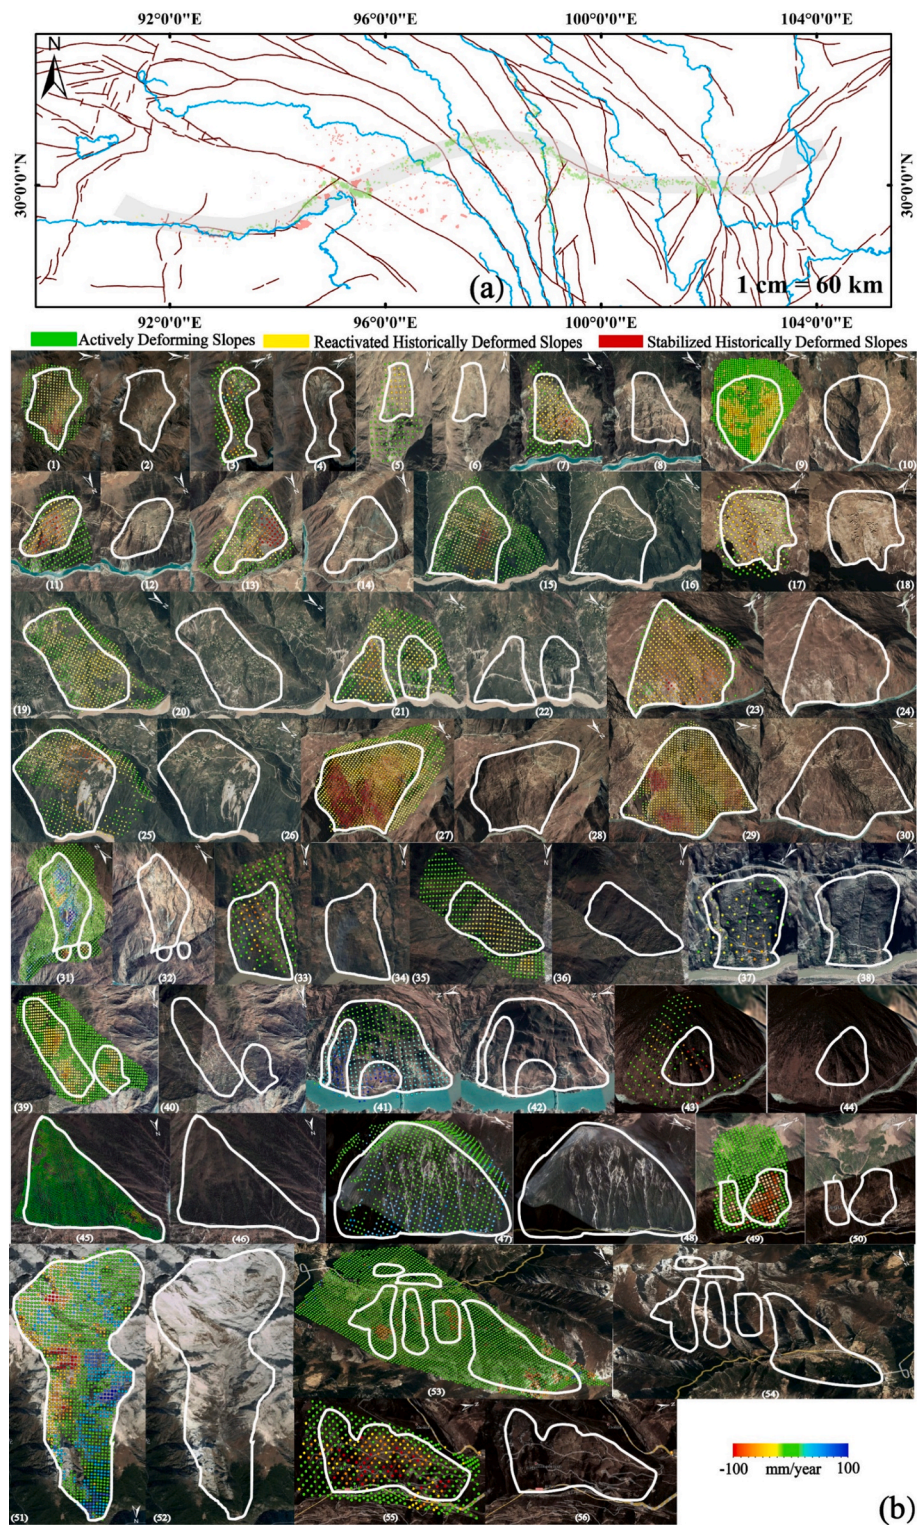 92°0'0"E 96°0'0"E 100°0'0"E 104°0'0"E
N
30°0'0"N 30°0'0"N
(a) 1 cm = 60 km
92°0'0"E 96°0'0"E 100°0'0"E 104°0'0"E
Actively Deforming Slopes Reactivated Historically Deformed Slopes Stabilized Historically Deformed Slopes
(1) (2) (3) (4) (5) (6) (7) (8) (9) (10)
(11) (12) (13) (14) (15) (16) (17) (18)
(19) (20) (21) (22) (23) (24)
(25) (26) (27) (28) (29) (30)
(31) (32) (33) (34) (35) (36) (37) (38)
(39) (40) (41) (42) (43) (44)
(45) (46) (47) (48) (49) (50)
(53) (54)
(51) (52) (55) (56)
-100 mm/year 100
(b)